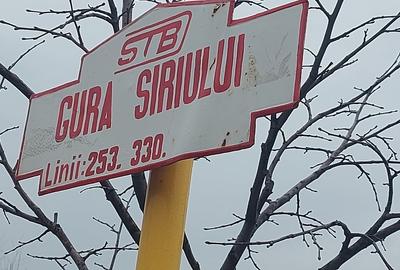 STB
GURA SIRIULUI
Linii:253. 330.